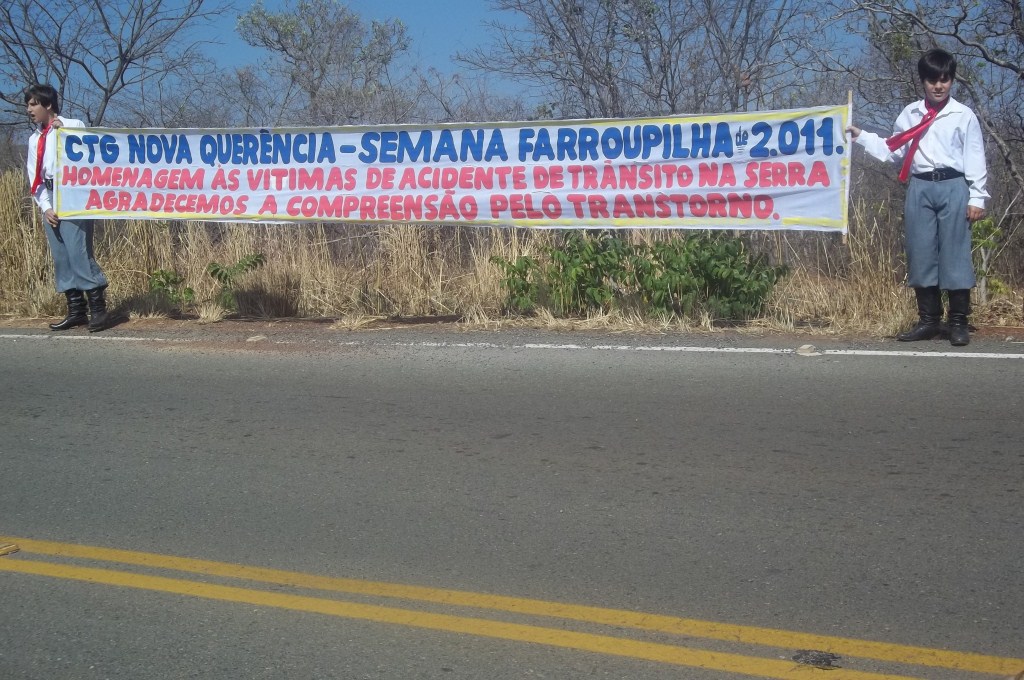 CTG NOVA QUERÊNCIA - SEMANA FARROUPILHA de 2.011.
HOMENAGEM ÀS VITIMAS DE ACIDENTE DE TRÂNSITO NA SERRA
AGRADECEMOS A COMPREENSÃO PELO TRANSTORNO.